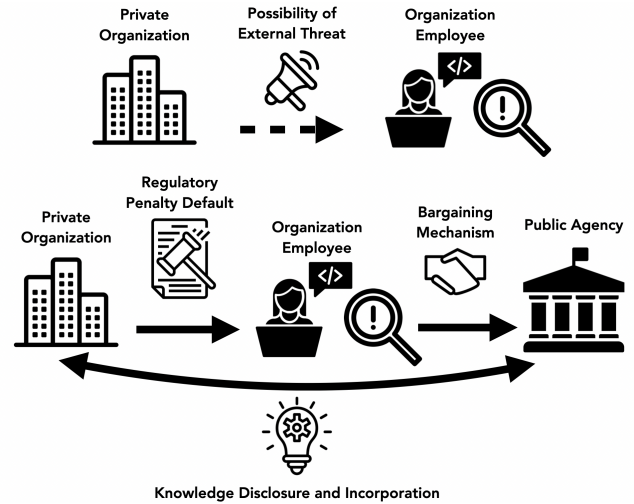 Private
Organization
Possibility of
External Threat
Organization
Employee
</>
!
Regulatory
Penalty Default
Private
Organization
Organization
Employee
</>
!
Bargaining
Mechanism
Public Agency
Knowledge Disclosure and Incorporation